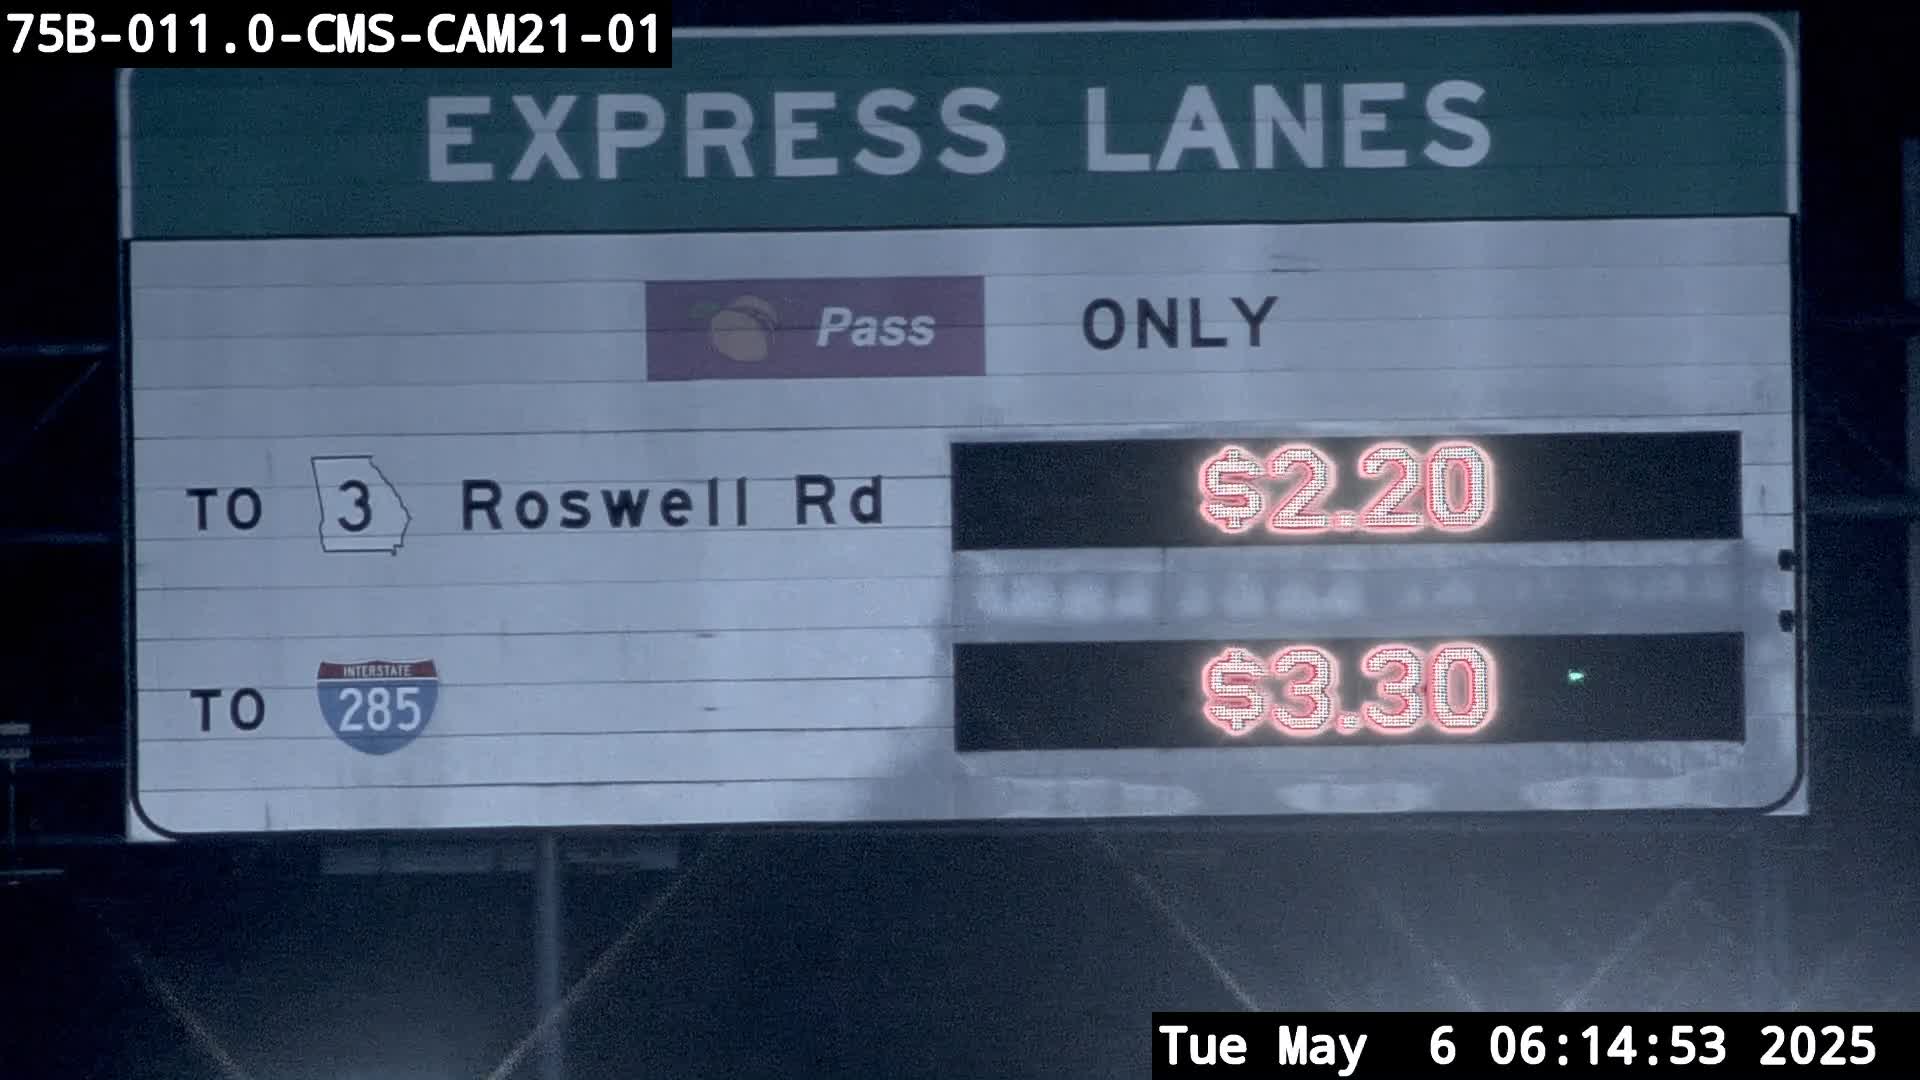 75B-011.0-CMS-CAM21-01
EXPRESS LANES
Pass ONLY
TO 3 Roswell Rd $2.20
INTERSTATE
TO 285 $3.30
Tue May 6 06:14:53 2025